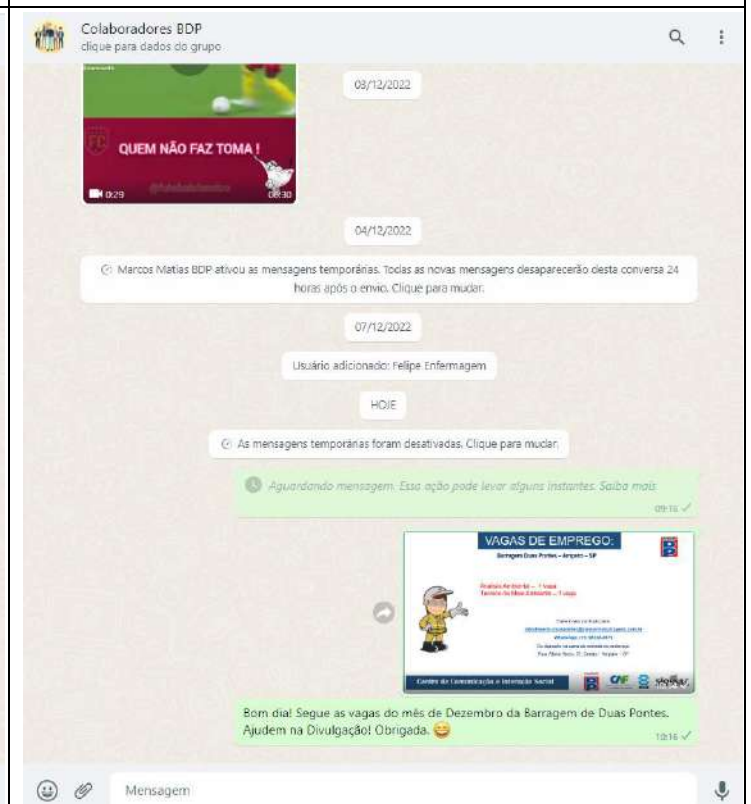 Colaboradores BDP
clique para dados do grupo
03/12/2022
QUEM NÃO FAZ TOMA !
0:29
08:30
04/12/2022
Marcos Matias BDP ativou as mensagens temporárias. Todas as novas mensagens desaparecerão desta conversa 24
horas após o envio. Clique para mudar.
07/12/2022
Usuário adicionado: Felipe Enfermagem
HOJE
As mensagens temporárias foram desativadas. Clique para mudar.
Aguardando mensagem. Essa ação pode levar alguns instantes. Saiba mais
09:16
VAGAS DE EMPREGO:
Barragem Duas Pontes – Amparo – SP
Centro de Comunicação e Interação Social
Bom dia! Segue as vagas do mês de Dezembro da Barragem de Duas Pontes.
Ajudem na Divulgação! Obrigada.
10:16
Mensagem